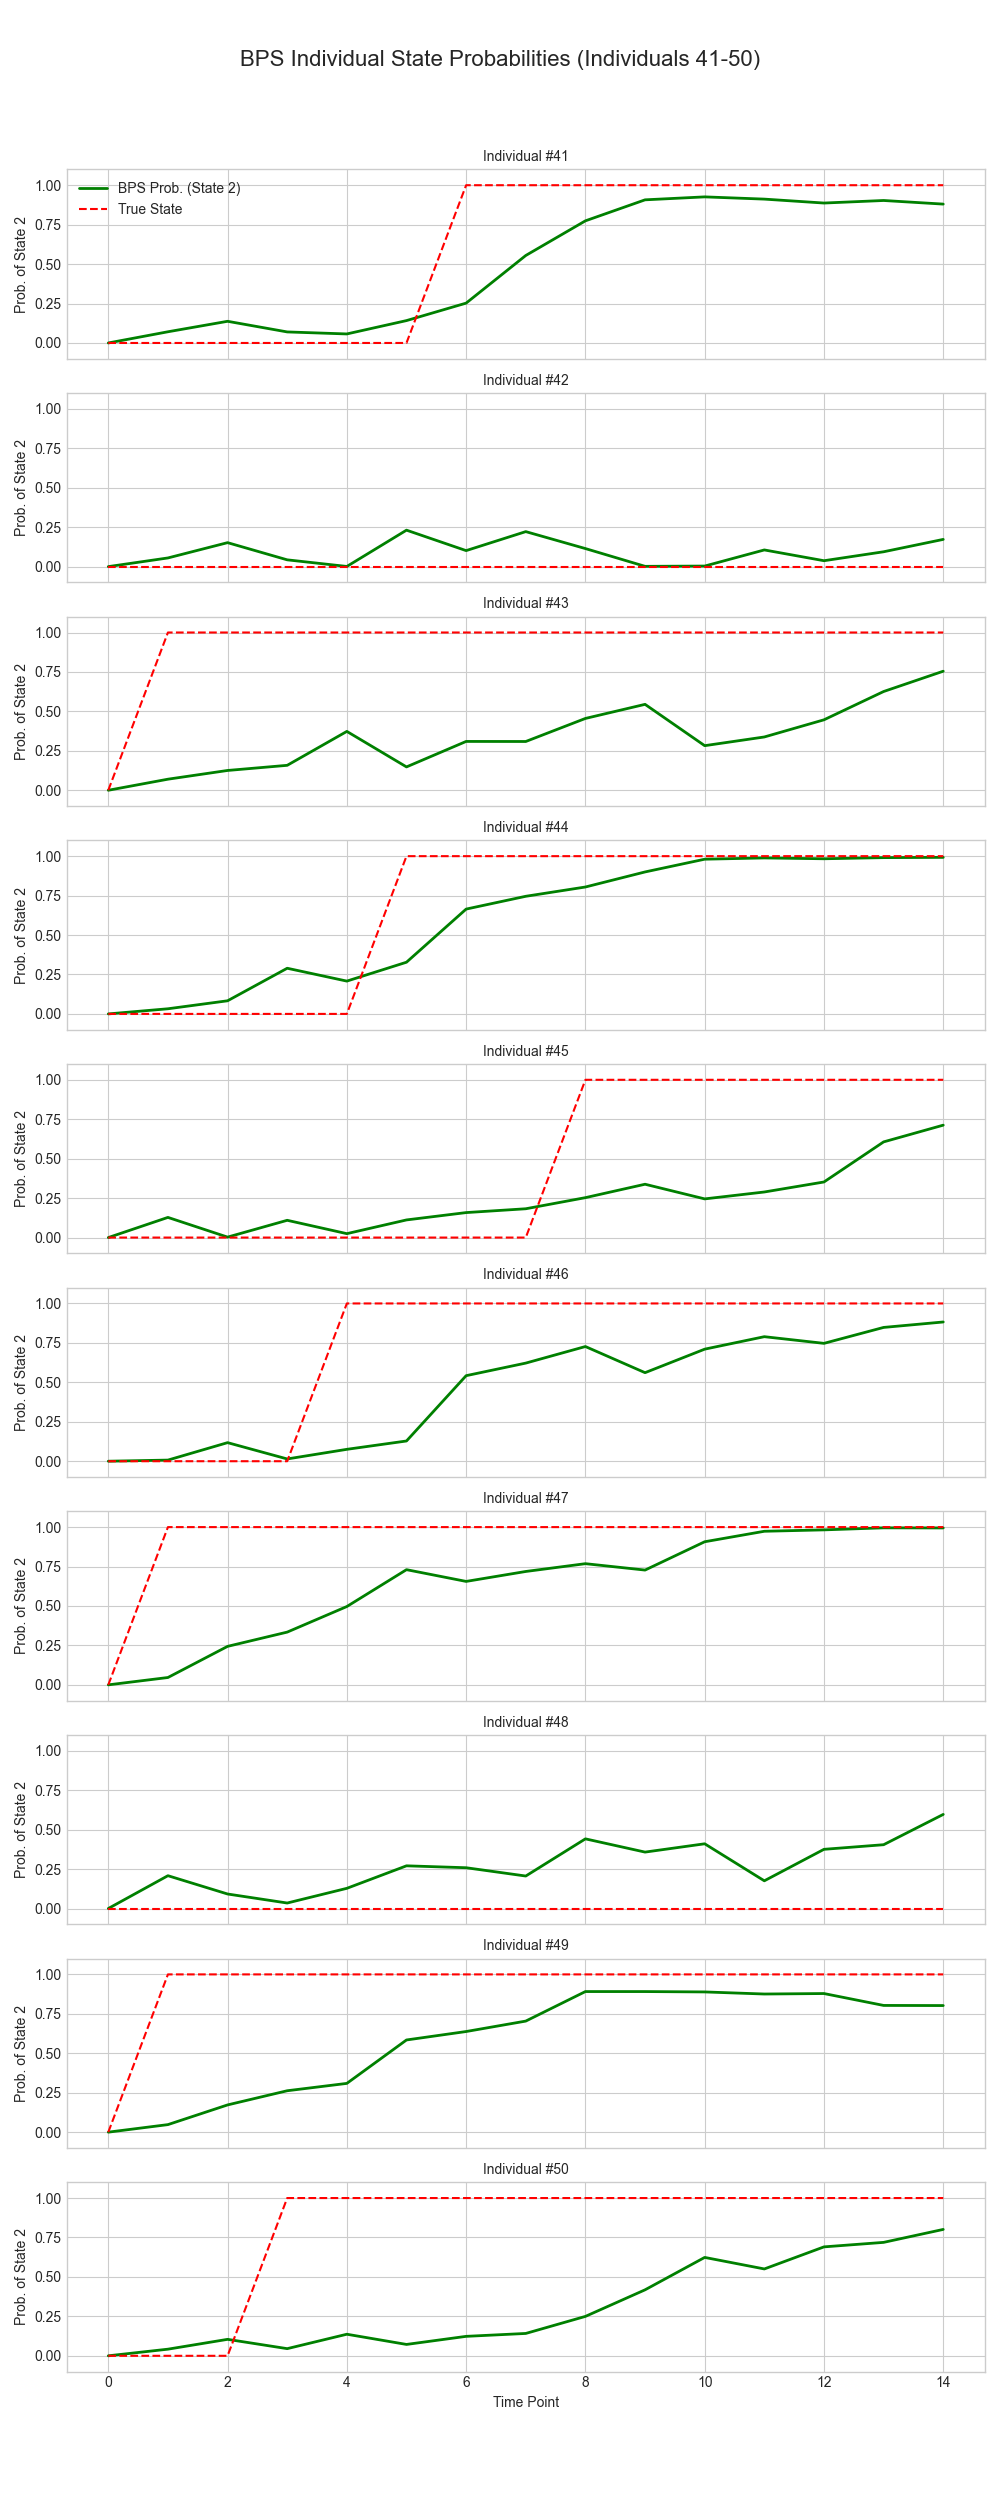 BPS Individual State Probabilities (Individuals 41-50)
Individual #41
BPS Prob. (State 2)
True State
Prob. of State 2
1.00
0.75
0.50
0.25
0.00
Individual #42
Prob. of State 2
1.00
0.75
0.50
0.25
0.00
Individual #43
Prob. of State 2
1.00
0.75
0.50
0.25
0.00
Individual #44
Prob. of State 2
1.00
0.75
0.50
0.25
0.00
Individual #45
Prob. of State 2
1.00
0.75
0.50
0.25
0.00
Individual #46
Prob. of State 2
1.00
0.75
0.50
0.25
0.00
Individual #47
Prob. of State 2
1.00
0.75
0.50
0.25
0.00
Individual #48
Prob. of State 2
1.00
0.75
0.50
0.25
0.00
Individual #49
Prob. of State 2
1.00
0.75
0.50
0.25
0.00
Individual #50
Prob. of State 2
1.00
0.75
0.50
0.25
0.00
0 2 4 6 8 10 12 14
Time Point